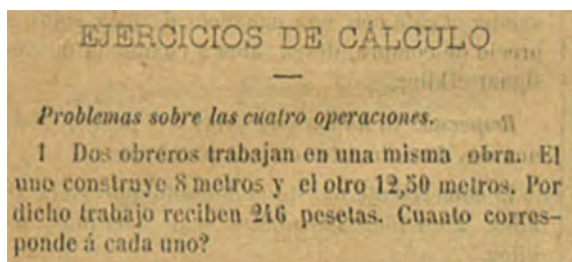 EJERCICIOS DE CÁLCULO
Problemas sobre las cuatro operaciones.
1 Dos obreros trabajan en una misma obra. El
uno construye 8 metros y el otro 12,50 metros. Por
dicho trabajo reciben 246 pesetas. Cuanto corres-
ponde á cada uno?